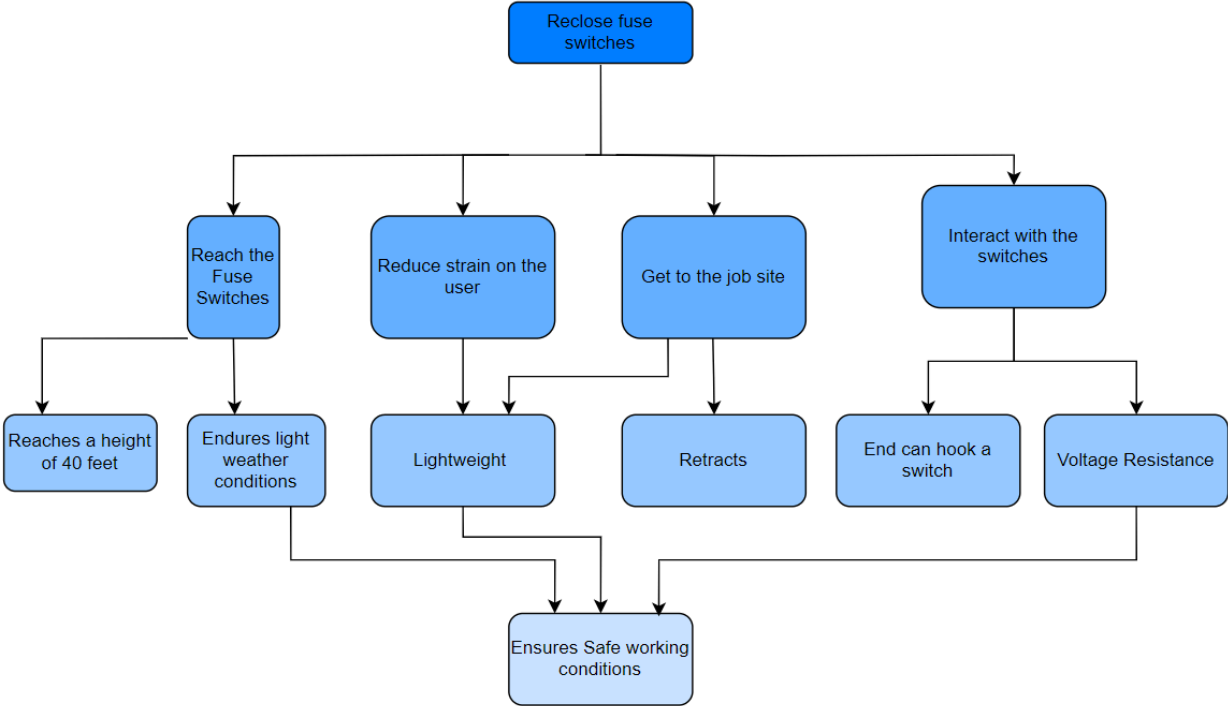 Reclose fuse
switches
Reach the
Fuse
Switches
Reduce strain on the
user
Get to the job site
Interact with the
switches
Reaches a height
of 40 feet
Endures light
weather
conditions
Lightweight
Retracts
End can hook a
switch
Voltage Resistance
Ensures Safe working
conditions